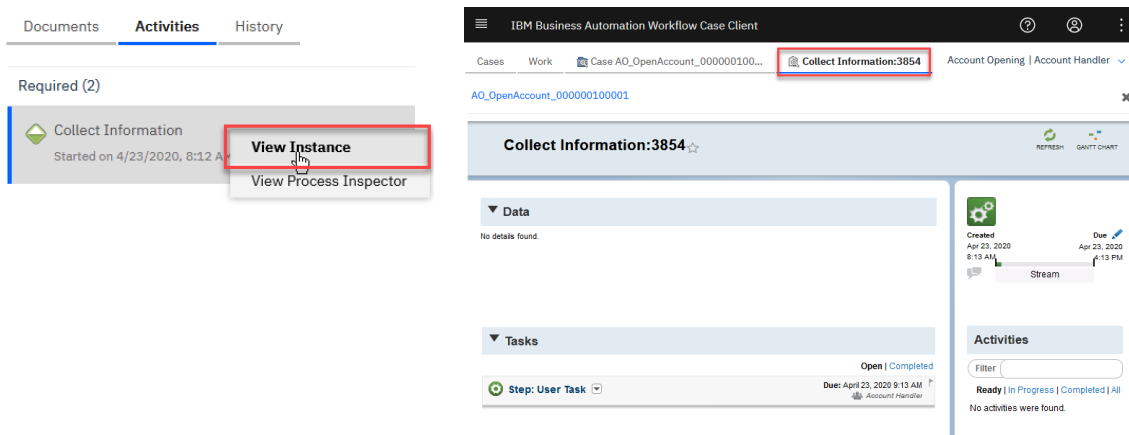 Documents Activities History
Required (2)
Collect Information
Started on 4/23/2020, 8:12 A
View Instance
View Process Inspector
IBM Business Automation Workflow Case Client
Cases Work Case AO_OpenAccount_000000100... Collect Information:3854 Account Opening | Account Handler
AO_OpenAccount_000000100001
Collect Information:3854
REFRESH GANTT CHART
Data
No details found.
Created Due
Apr 23, 2020 Apr 23, 2020
8:13 AM 4:13 PM
Stream
Tasks
Open | Completed
Step: User Task
Due: April 23, 2020 9:13 AM
Account Handler
Activities
Filter
Ready | In Progress | Completed | All
No activities were found.